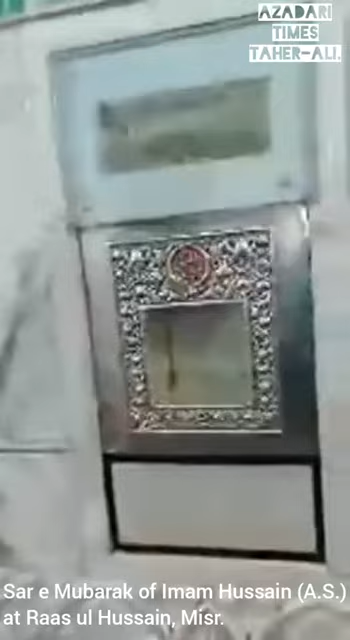 AZADARI
TIMES
TAHER-ALI.
Sar e Mubarak of Imam Hussain (A.S.)
at Raas ul Hussain, Misr.